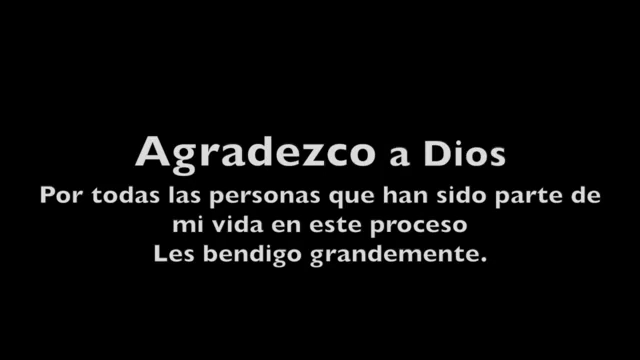 Agradezco a Dios
Por todas las personas que han sido parte de
mi vida en este proceso
Les bendigo grandemente.